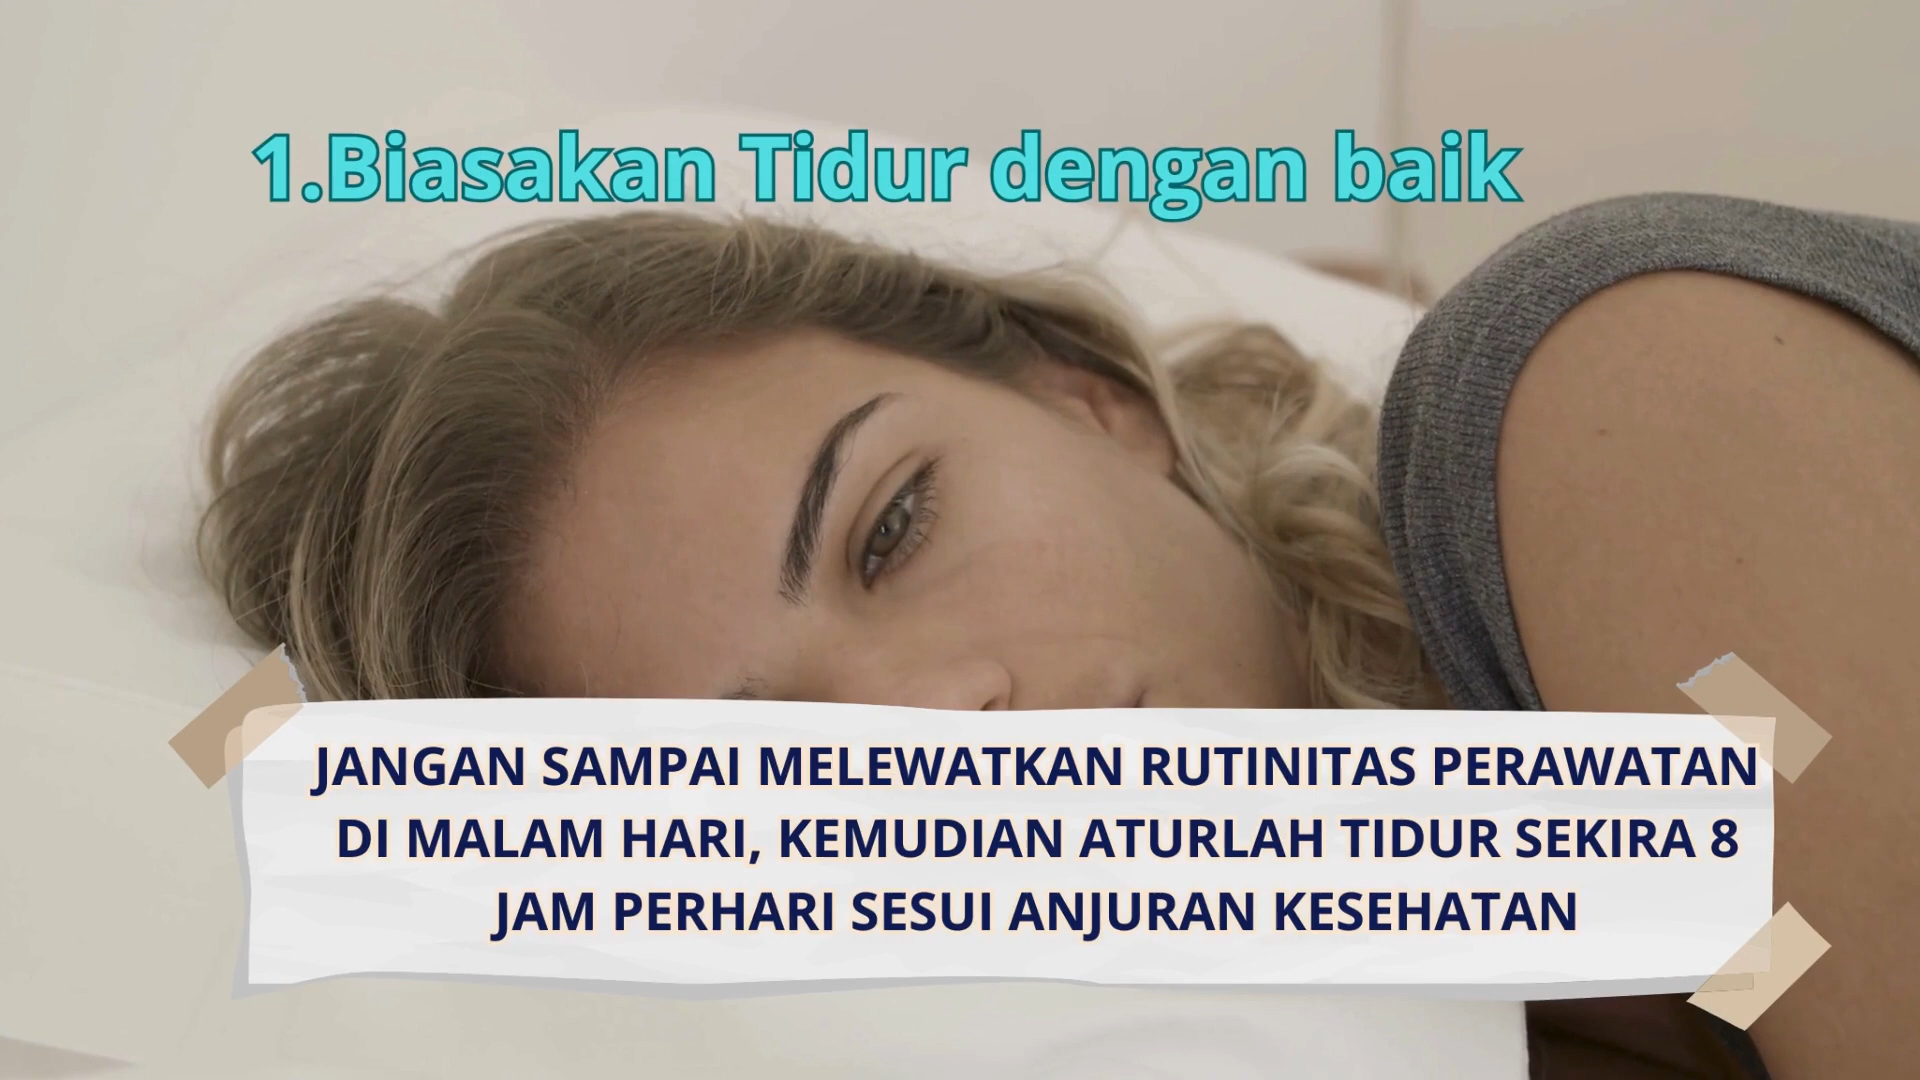 1.Biasakan Tidur dengan baik
JANGAN SAMPAI MELEWATKAN RUTINITAS PERAWATAN
DI MALAM HARI, KEMUDIAN ATURLAH TIDUR SEKIRA 8
JAM PERHARI SESUI ANJURAN KESEHATAN